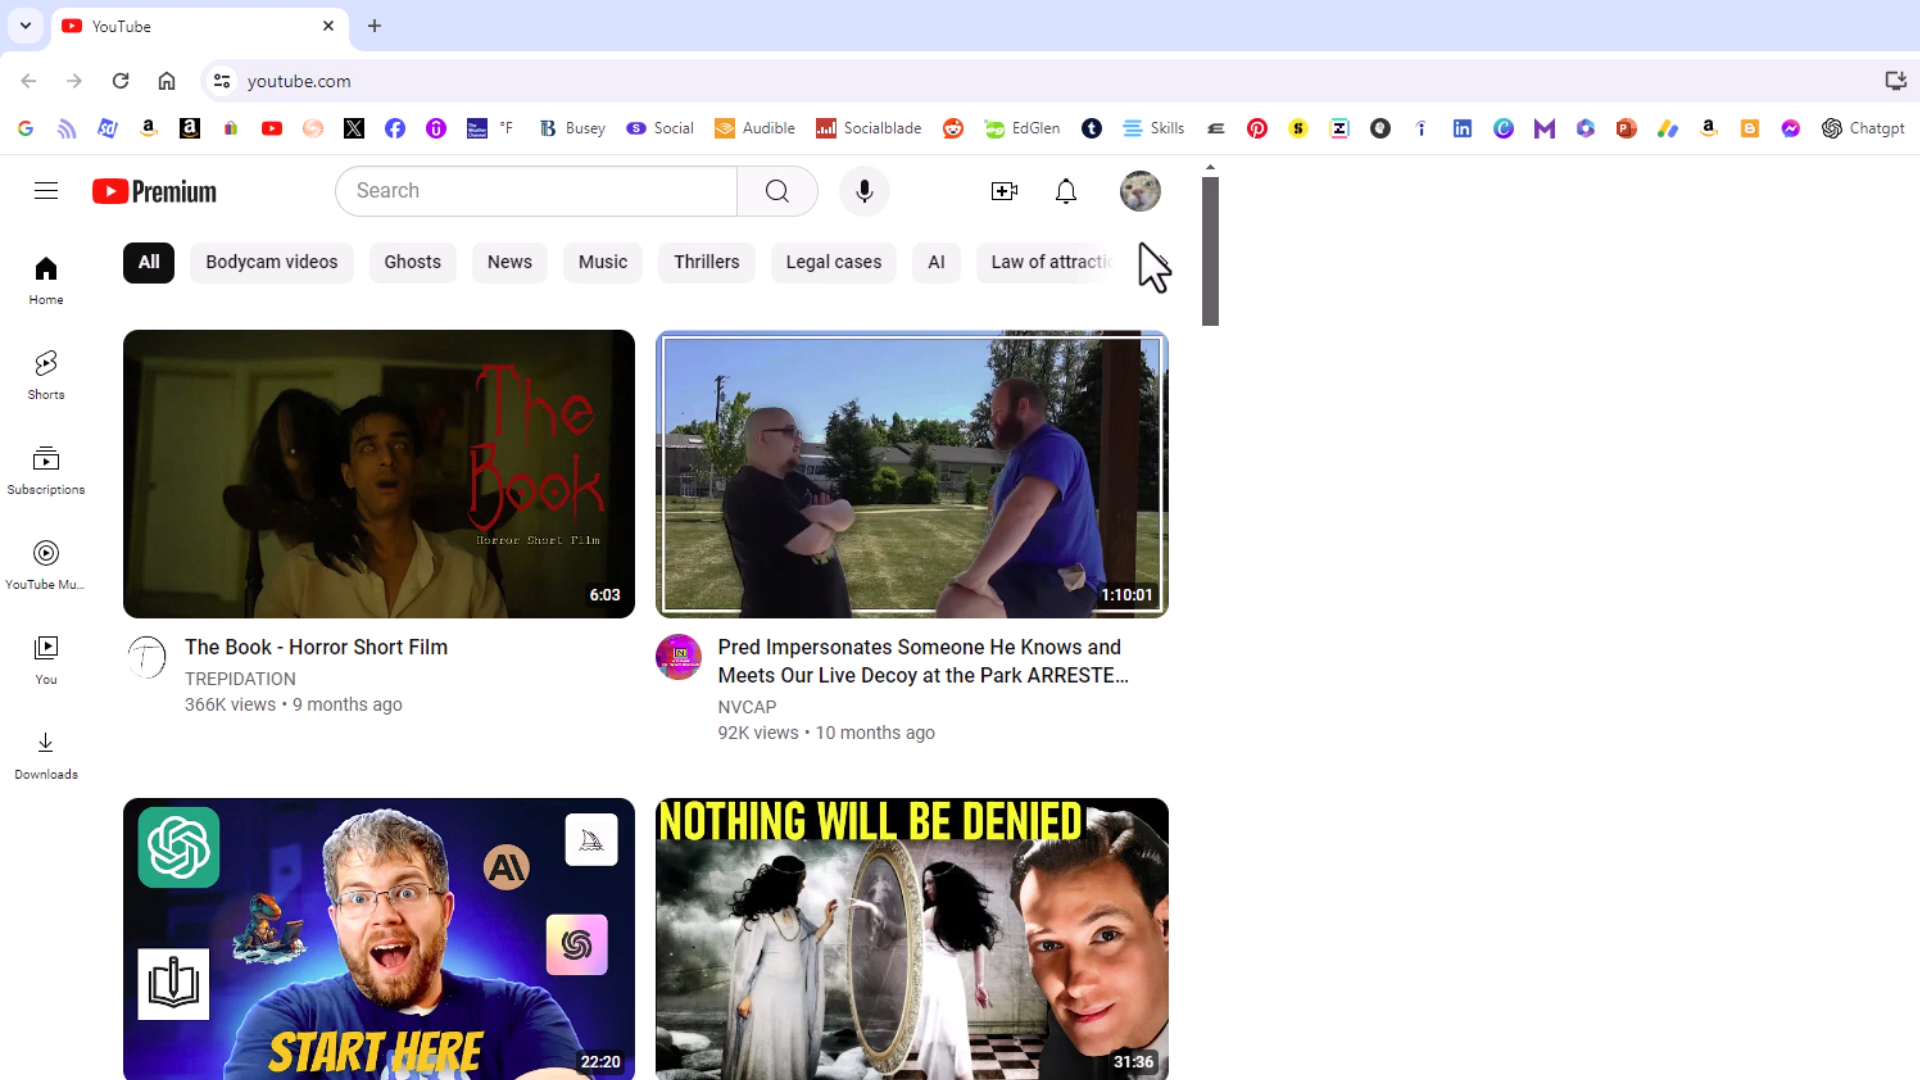 YouTube
youtube.com
°F
Busey
Social
Audible
Socialblade
EdGlen
Skills
Chatgpt
Premium
Search
All
Bodycam videos
Ghosts
News
Music
Thrillers
Legal cases
AI
Law of attractic
Home
Shorts
Subscriptions
YouTube Mu...
You
Downloads
The
Book
Horror Short Film
6:03
1:10:01
The Book - Horror Short Film
TREPIDATION
366K views • 9 months ago
Pred Impersonates Someone He Knows and
Meets Our Live Decoy at the Park ARRESTE...
NVCAP
92K views • 10 months ago
START HERE
22:20
NOTHING WILL BE DENIED
31:36